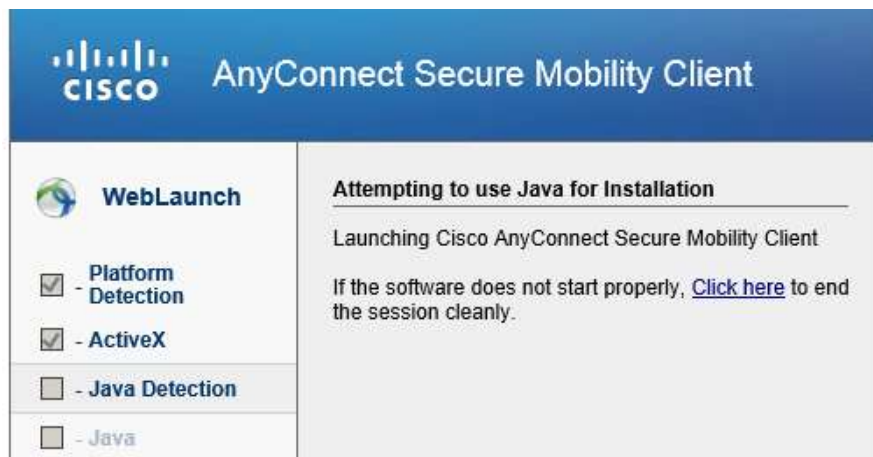 CISCO
AnyConnect Secure Mobility Client
WebLaunch
- Platform
Detection
- ActiveX
- Java Detection
- Java
Attempting to use Java for Installation
Launching Cisco AnyConnect Secure Mobility Client
If the software does not start properly, Click here to end
the session cleanly.